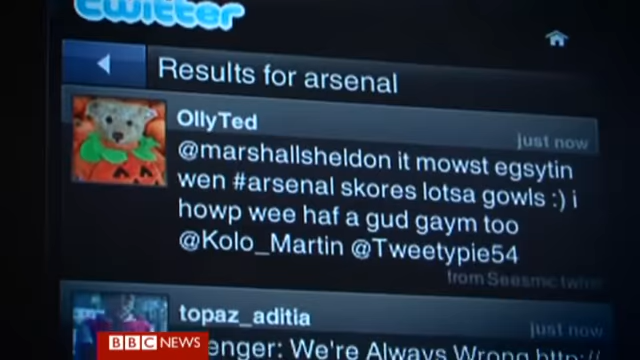 twitter
Results for arsenal
OllyTed
just now
@marshallsheldon it mowst egsytin
wen #arsenal skores lotsa gowls :) i
howp wee haf a gud gaym too
@Kolo_Martin @Tweetypie54
from Seesmic
topaz_aditia
just now
enger: We're Always Wrong http://
BBC NEWS